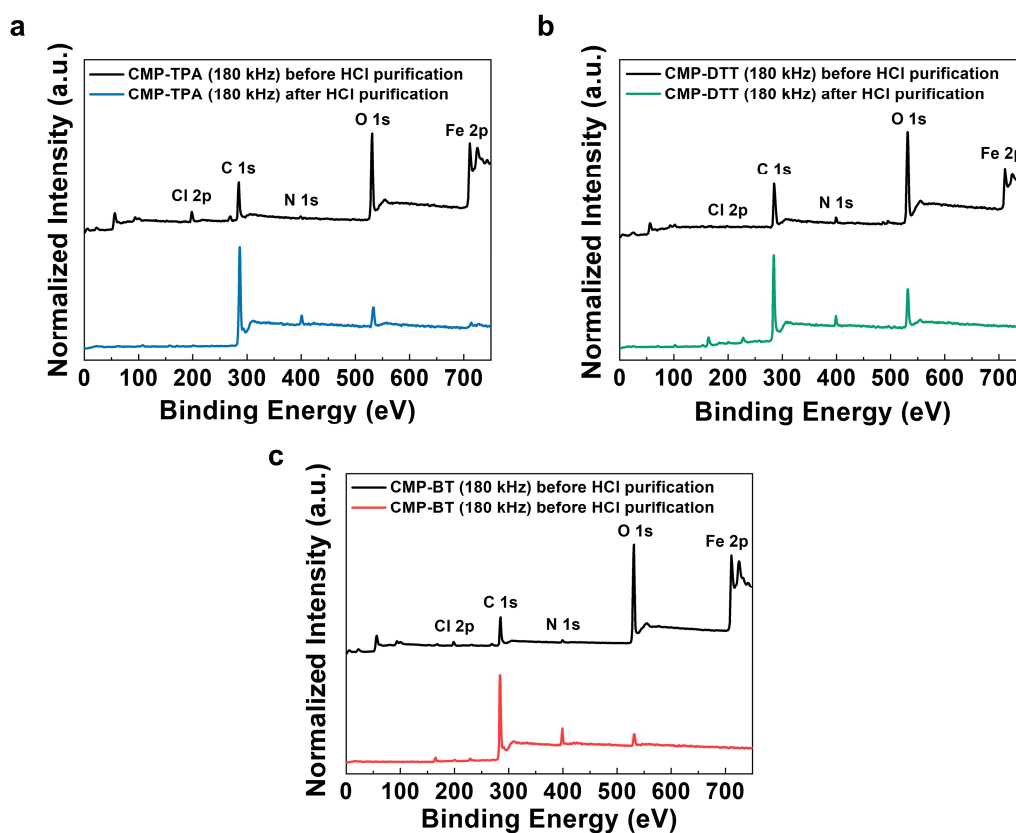 a
CMP-TPA (180 kHz) before HCl purification
CMP-TPA (180 kHz) after HCl purification
Normalized Intensity (a.u.)
Cl 2p
C 1s
N 1s
O 1s
Fe 2p
0 100 200 300 400 500 600 700
Binding Energy (eV)
b
CMP-DTT (180 kHz) before HCl purification
CMP-DTT (180 kHz) after HCl purification
Normalized Intensity (a.u.)
Cl 2p
C 1s
N 1s
O 1s
Fe 2p
0 100 200 300 400 500 600 700
Binding Energy (eV)
c
CMP-BT (180 kHz) before HCl purification
CMP-BT (180 kHz) before HCl purification
Normalized Intensity (a.u.)
Cl 2p
C 1s
N 1s
O 1s
Fe 2p
0 100 200 300 400 500 600 700
Binding Energy (eV)